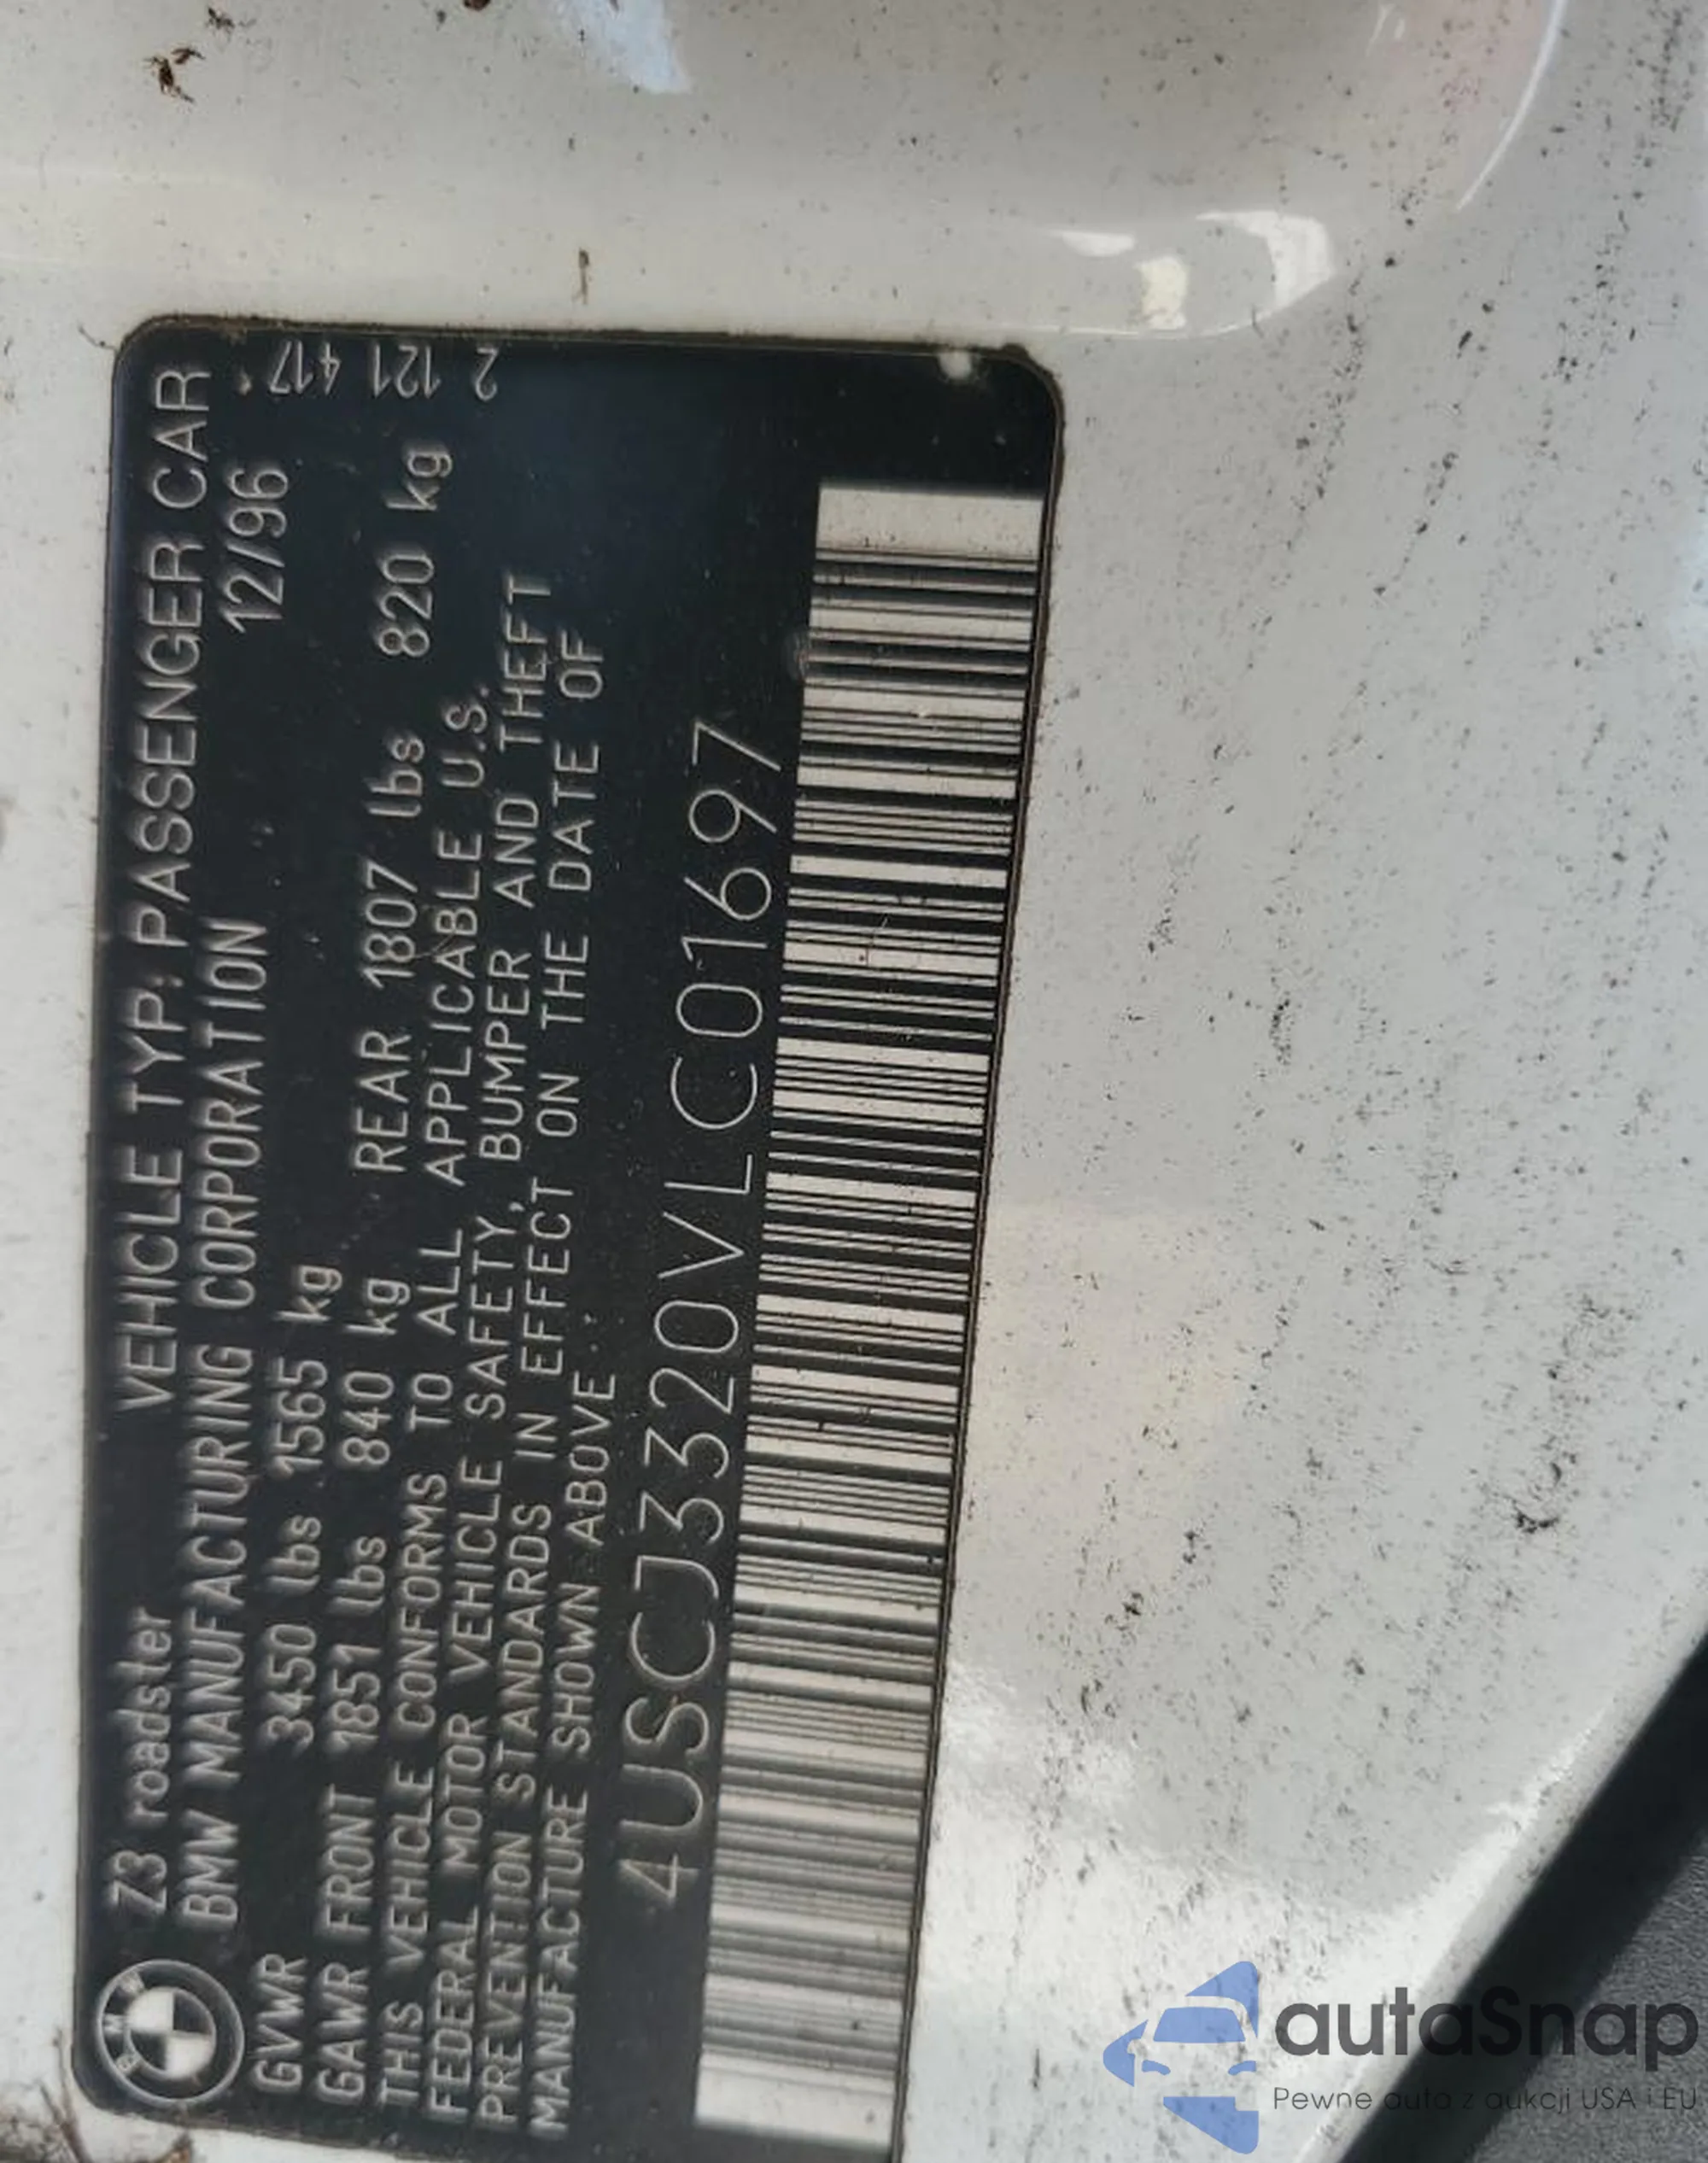 Z3 roadster VEHICLE TYP: PASSENGER CAR
BMW MANUFACTURING CORPORATION 12/96
GVWR 3450 lbs 1565 kg
GAWR FRONT 1851 lbs 840 kg REAR 1807 lbs 820 kg
THIS VEHICLE CONFORMS TO ALL APPLICABLE U.S.
FEDERAL MOTOR VEHICLE SAFETY, BUMPER AND THEFT
PREVENTION STANDARDS IN EFFECT ON THE DATE OF
MANUFACTURE SHOWN ABOVE.
4USCJ3320VLC01697
2 121 417
BMW
autaSnap
Pewne auta z aukcji USA i EU